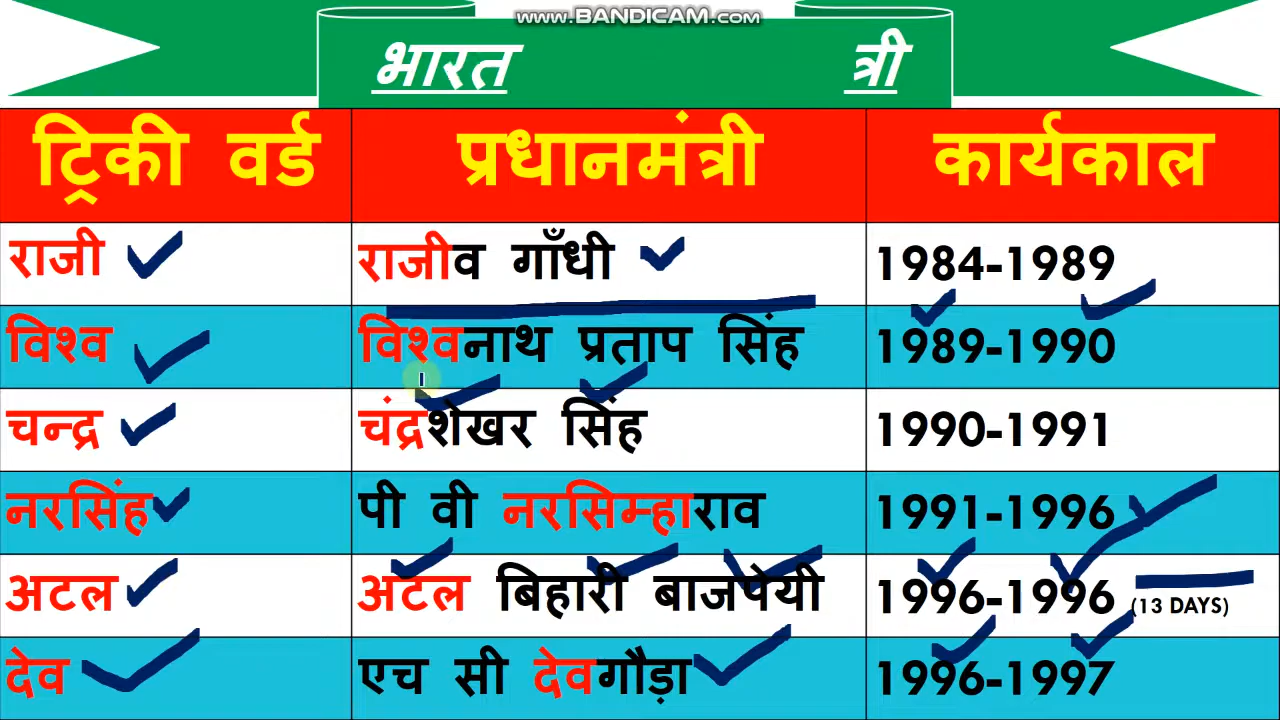 www.BANDICAM.com
भारत त्री
ट्रिकी वर्ड प्रधानमंत्री कार्यकाल
राजी राजीव गाँधी 1984-1989
विश्व विश्वनाथ प्रताप सिंह 1989-1990
चन्द्र चंद्रशेखर सिंह 1990-1991
नरसिंह पी वी नरसिम्हाराव 1991-1996
अटल अटल बिहारी बाजपेयी 1996-1996 (13 DAYS)
देव एच सी देवगौड़ा 1996-1997